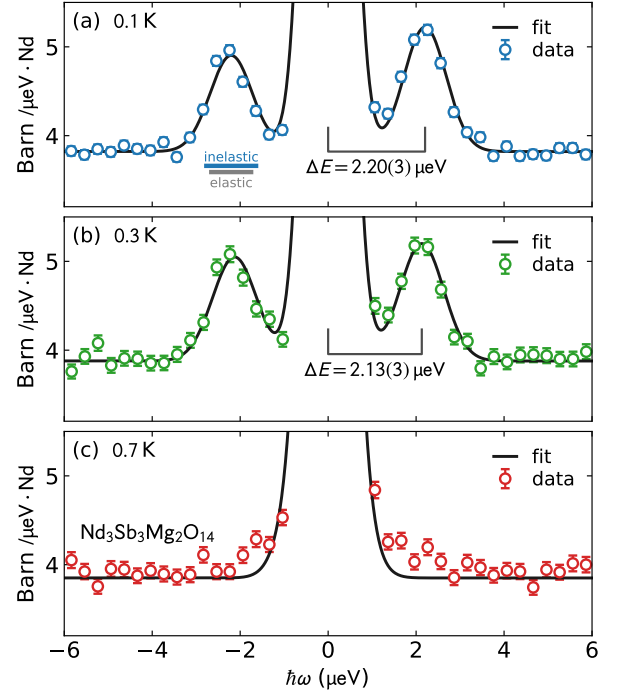 (a) 0.1 K
fit
data
5
4
Barn /μeV · Nd
inelastic
elastic
ΔE = 2.20(3) μeV
(b) 0.3 K
fit
data
5
4
Barn /μeV · Nd
ΔE = 2.13(3) μeV
(c) 0.7 K
fit
data
5
4
Barn /μeV · Nd
Nd₃Sb₃Mg₂O₁₄
−6 −4 −2 0 2 4 6
ℏω (μeV)